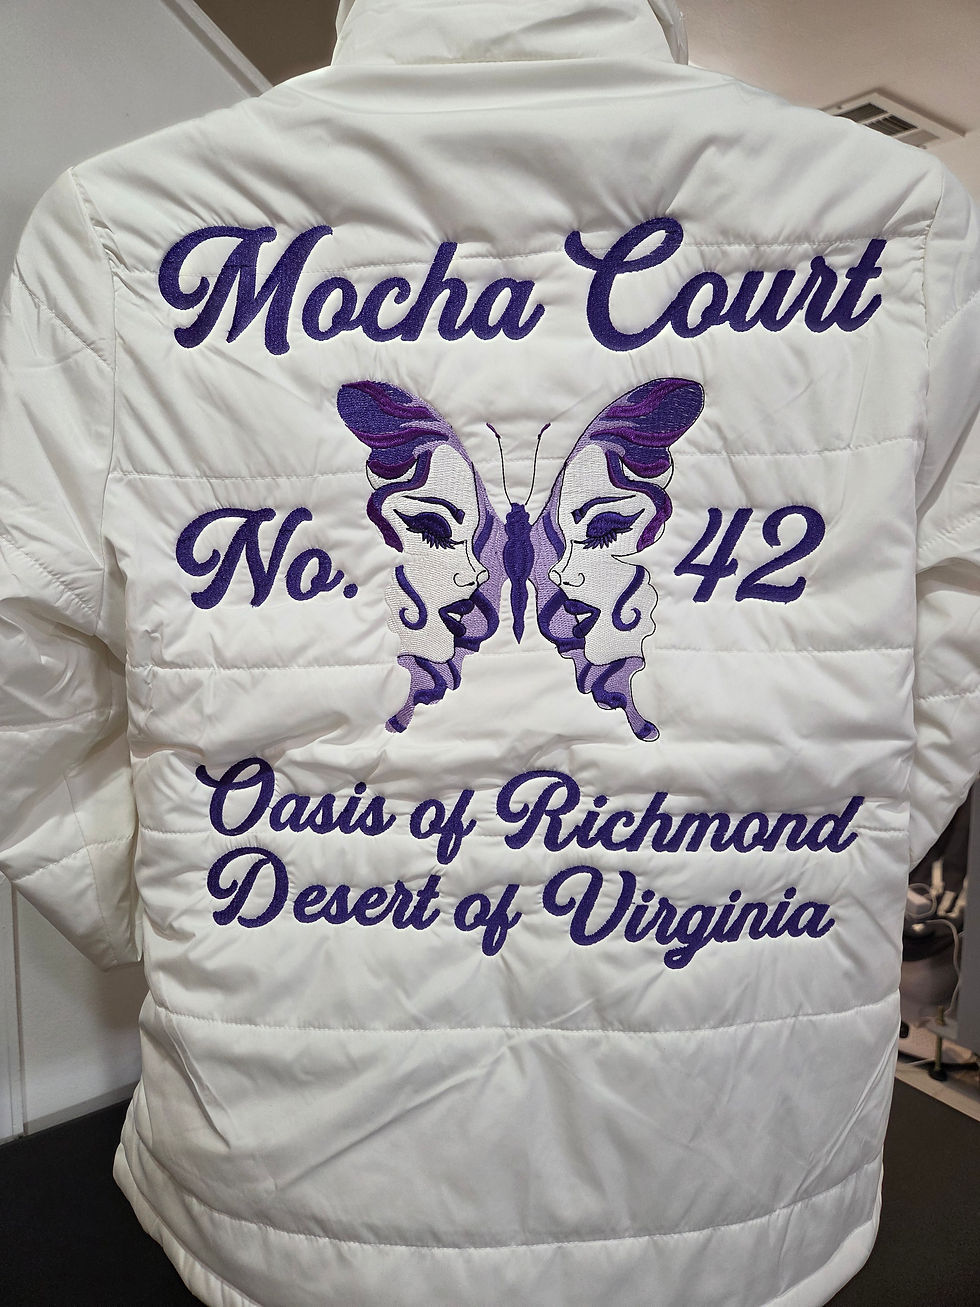 Mocha Court
No. 42
Oasis of Richmond
Desert of Virginia